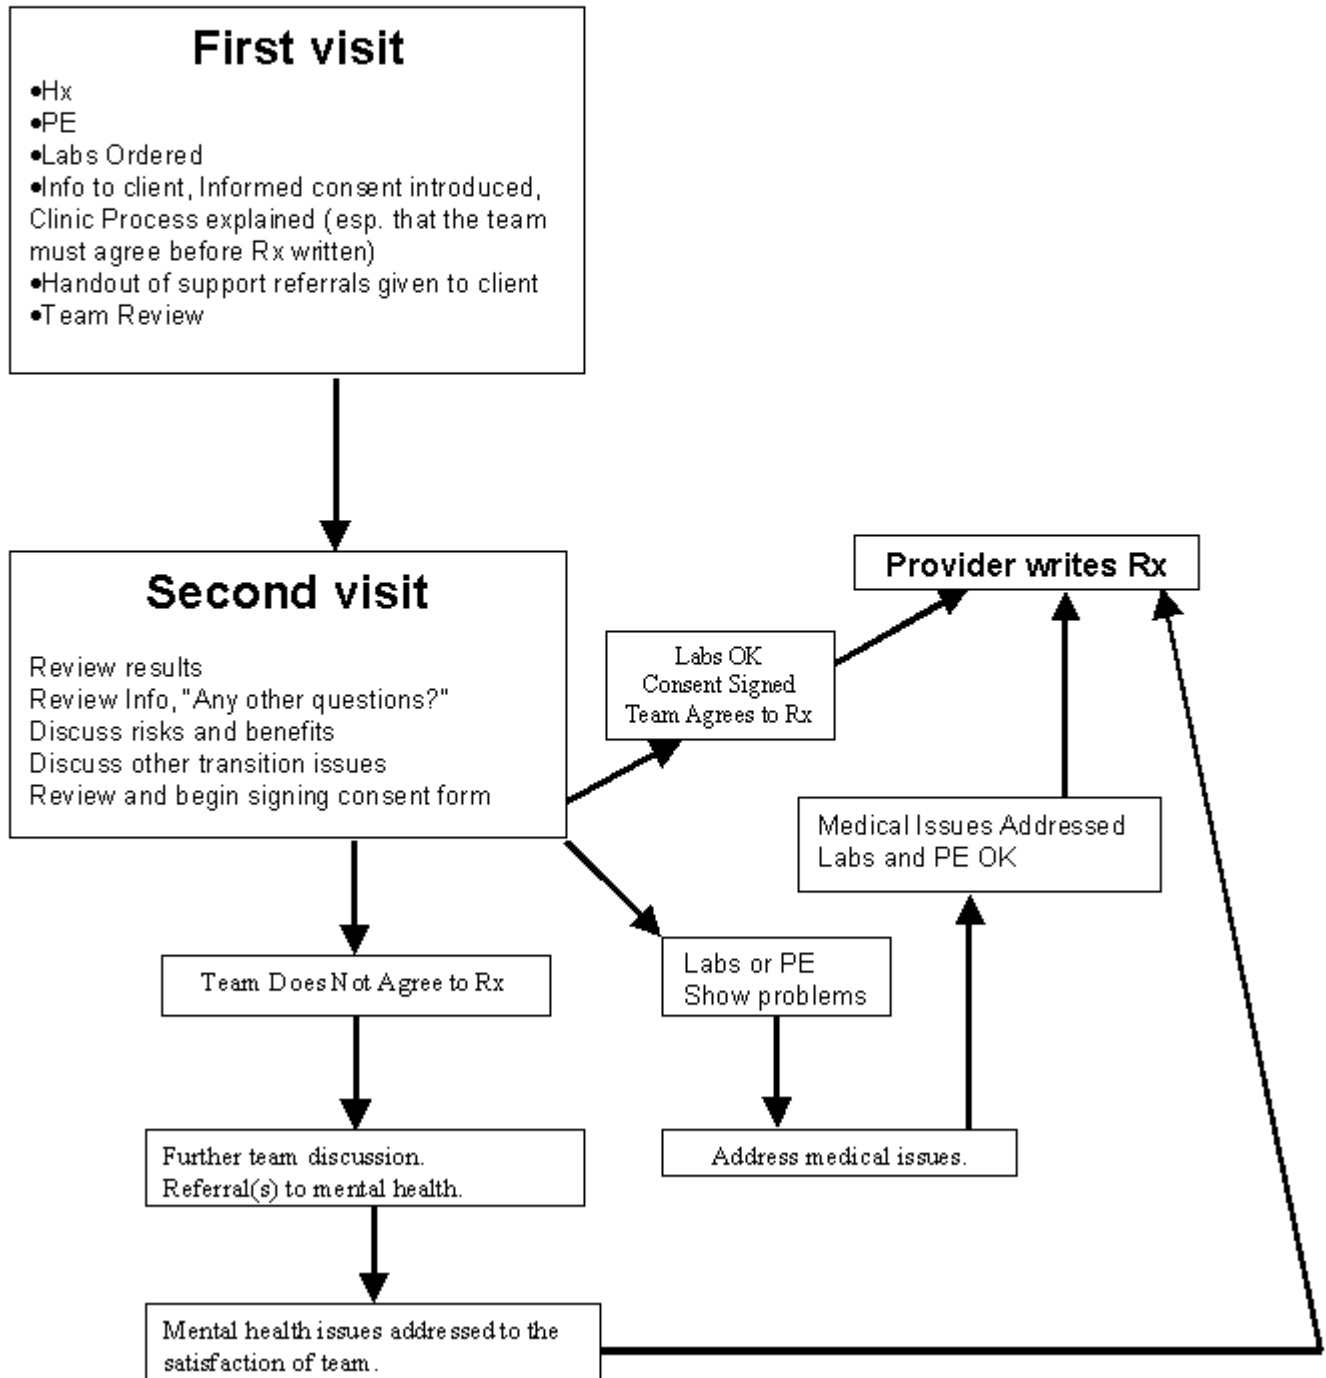 First visit
•Hx
•PE
•Labs Ordered
•Info to client, Informed consent introduced,
Clinic Process explained (esp. that the team
must agree before Rx written)
•Handout of support referrals given to client
•Team Review
Second visit
Review results
Review Info, "Any other questions?"
Discuss risks and benefits
Discuss other transition issues
Review and begin signing consent form
Provider writes Rx
Labs OK
Consent Signed
Team Agrees to Rx
Medical Issues Addressed
Labs and PE OK
Team Does Not Agree to Rx
Labs or PE
Show problems
Further team discussion.
Referral(s) to mental health.
Address medical issues.
Mental health issues addressed to the
satisfaction of team.